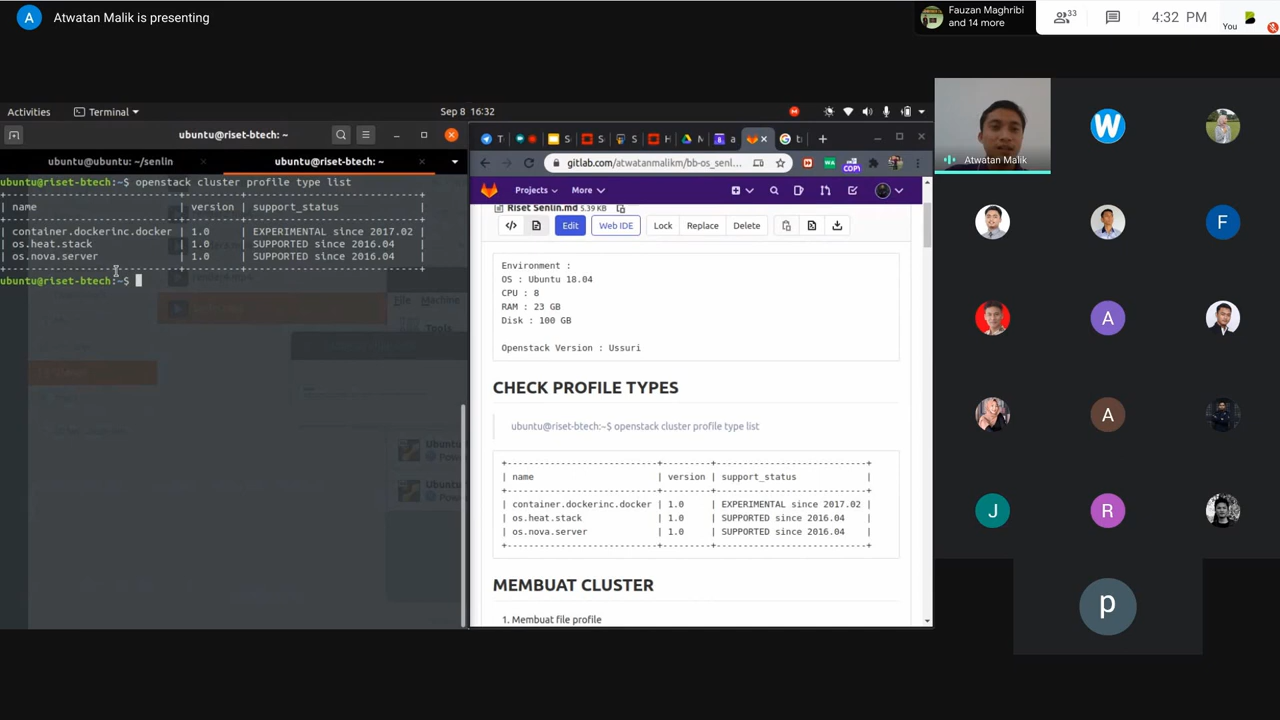 A
Atwatan Malik is presenting
Fauzan Maghribi
and 14 more
33
4:32 PM
You
Activities
Terminal
Sep 8 16:32
ubuntu@riset-btech: ~
ubuntu@ubuntu: ~/senlin
ubuntu@riset-btech: ~
ubuntu@riset-btech:~$ openstack cluster profile type list
+----------------------------+---------+----------------------------+
| name | version | support_status |
+----------------------------+---------+----------------------------+
| container.dockerinc.docker | 1.0 | EXPERIMENTAL since 2017.02 |
| os.heat.stack | 1.0 | SUPPORTED since 2016.04 |
| os.nova.server | 1.0 | SUPPORTED since 2016.04 |
+----------------------------+---------+----------------------------+
ubuntu@riset-btech:~$
File Machine
Tools
Ubuntu
Ubuntu
T
S
S
S
H
M
a
t
gitlab.com/atwatanmalikm/bb-os_senl...
WA
COP!
Projects
More
Riset Senlin.md 5.39 KB
</>
Edit
Web IDE
Lock
Replace
Delete
Environment :
OS : Ubuntu 18.04
CPU : 8
RAM : 23 GB
Disk : 100 GB
Openstack Version : Ussuri
CHECK PROFILE TYPES
ubuntu@riset-btech:~$ openstack cluster profile type list
+----------------------------+---------+----------------------------+
| name | version | support_status |
+----------------------------+---------+----------------------------+
| container.dockerinc.docker | 1.0 | EXPERIMENTAL since 2017.02 |
| os.heat.stack | 1.0 | SUPPORTED since 2016.04 |
| os.nova.server | 1.0 | SUPPORTED since 2016.04 |
+----------------------------+---------+----------------------------+
MEMBUAT CLUSTER
1. Membuat file profile
Atwatan Malik
W
F
A
A
J
R
p